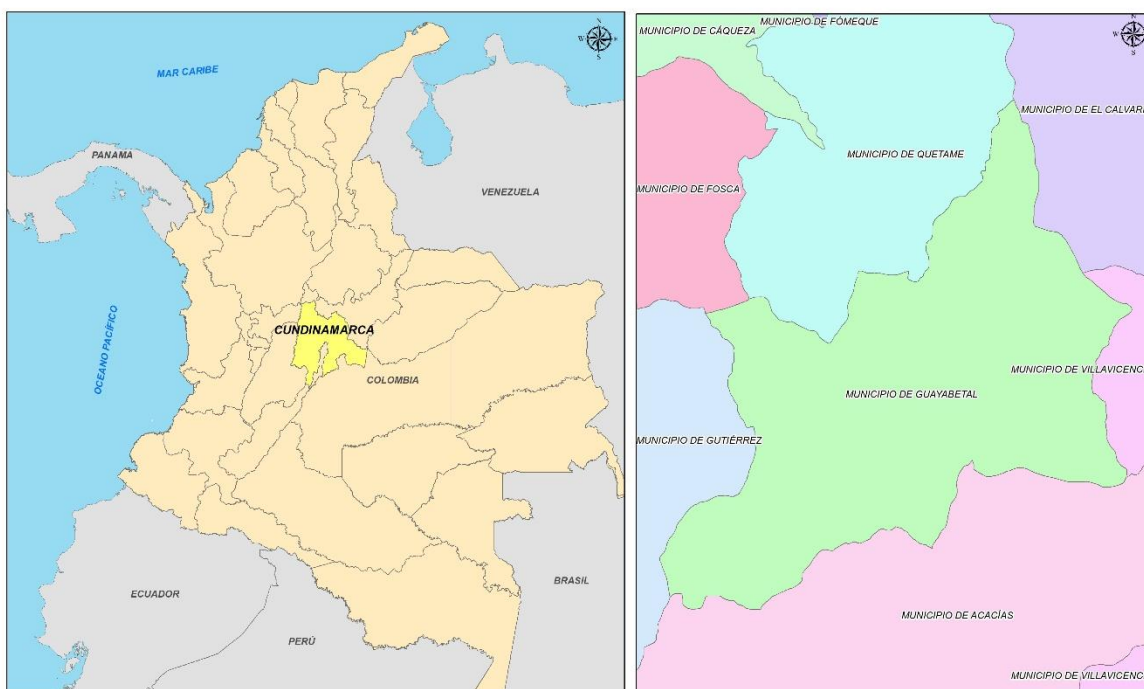 N
W
E
S
MAR CARIBE
PANAMA
VENEZUELA
OCEANO PACÍFICO
CUNDINAMARCA
COLOMBIA
ECUADOR
BRASIL
PERÚ
N
W
E
S
MUNICIPIO DE FÓMEQUE
MUNICIPIO DE CÁQUEZA
MUNICIPIO DE EL CALVARI
MUNICIPIO DE QUETAME
MUNICIPIO DE FOSCA
MUNICIPIO DE VILLAVICENC
MUNICIPIO DE GUAYABETAL
MUNICIPIO DE GUTIÉRREZ
MUNICIPIO DE ACACÍAS
MUNICIPIO DE VILLAVICENC